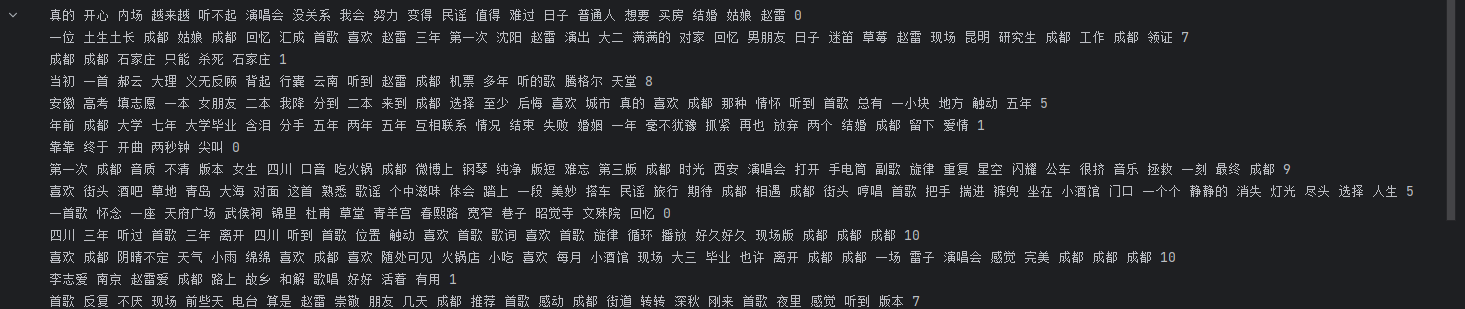 真的 开心 内场 越来越 听不起 演唱会 没关系 我会 努力 变得 民谣 值得 难过 日子 普通人 想要 买房 结婚 姑娘 赵雷 0
一位 土生土长 成都 姑娘 成都 回忆 汇成 首歌 喜欢 赵雷 三年 第一次 沈阳 赵雷 演出 大二 满满的 对家 回忆 男朋友 日子 迷笛 草莓 赵雷 现场 昆明 研究生 成都 工作 成都 领证 7
成都 成都 石家庄 只能 杀死 石家庄 1
当初 一首 郝云 大理 义无反顾 背起 行囊 云南 听到 赵雷 成都 机票 多年 听的歌 腾格尔 天堂 8
安徽 高考 填志愿 一本 女朋友 二本 我降 分到 二本 来到 成都 选择 至少 后悔 喜欢 城市 真的 喜欢 成都 那种 情怀 听到 首歌 总有 一小块 地方 触动 五年 5
年前 成都 大学 七年 大学毕业 含泪 分手 五年 两年 五年 互相联系 情况 结束 失败 婚姻 一年 毫不犹豫 抓紧 再也 放弃 两个 结婚 成都 留下 爱情 1
靠靠 终于 开曲 两秒钟 尖叫 0
第一次 成都 音质 不清 版本 女生 四川 口音 吃火锅 成都 微博上 钢琴 纯净 版短 难忘 第三版 成都 时光 西安 演唱会 打开 手电筒 副歌 旋律 重复 星空 闪耀 公车 很挤 音乐 拯救 一刻 最终 成都 9
喜欢 街头 酒吧 草地 青岛 大海 对面 这首 熟悉 歌谣 个中滋味 体会 踏上 一段 美妙 搭车 民谣 旅行 期待 成都 相遇 成都 街头 哼唱 首歌 把手 揣进 裤兜 坐在 小酒馆 门口 一个个 静静的 消失 灯光 尽头 选择 人生 5
一首歌 怀念 一座 天府广场 武侯祠 锦里 杜甫 草堂 青羊宫 春熙路 宽窄 巷子 昭觉寺 文殊院 回忆 0
四川 三年 听过 首歌 三年 离开 四川 听到 首歌 位置 触动 喜欢 首歌 歌词 喜欢 首歌 旋律 循环 播放 好久好久 现场版 成都 成都 成都 10
喜欢 成都 阴晴不定 天气 小雨 绵绵 喜欢 成都 喜欢 随处可见 火锅店 小吃 喜欢 每月 小酒馆 现场 大三 毕业 也许 离开 成都 成都 一场 雷子 演唱会 感觉 完美 成都 成都 成都 10
李志爱 南京 赵雷爱 成都 路上 故乡 和解 歌唱 好好 活着 有用 1
首歌 反复 不厌 现场 前些天 电台 算是 赵雷 崇敬 朋友 几天 成都 推荐 首歌 感动 成都 街道 转转 深秋 刚来 首歌 夜里 感觉 听到 版本 7